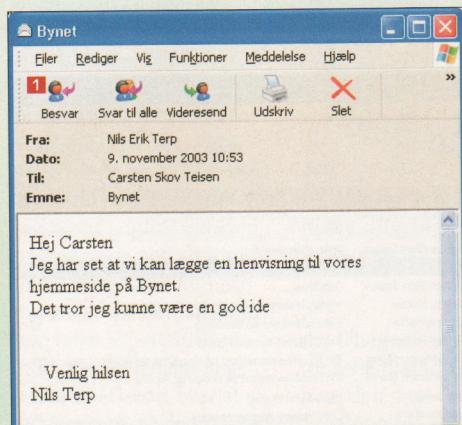 Bynet
Filer Rediger Vis Funktioner Meddelelse Hjælp
1
»
Besvar Svar til alle Videresend Udskriv Slet
Fra: Nils Erik Terp
Dato: 9. november 2003 10:53
Til: Carsten Skov Teisen
Emne: Bynet
Hej Carsten
Jeg har set at vi kan lægge en henvisning til vores
hjemmeside på Bynet.
Det tror jeg kunne være en god ide
Venlig hilsen
Nils Terp